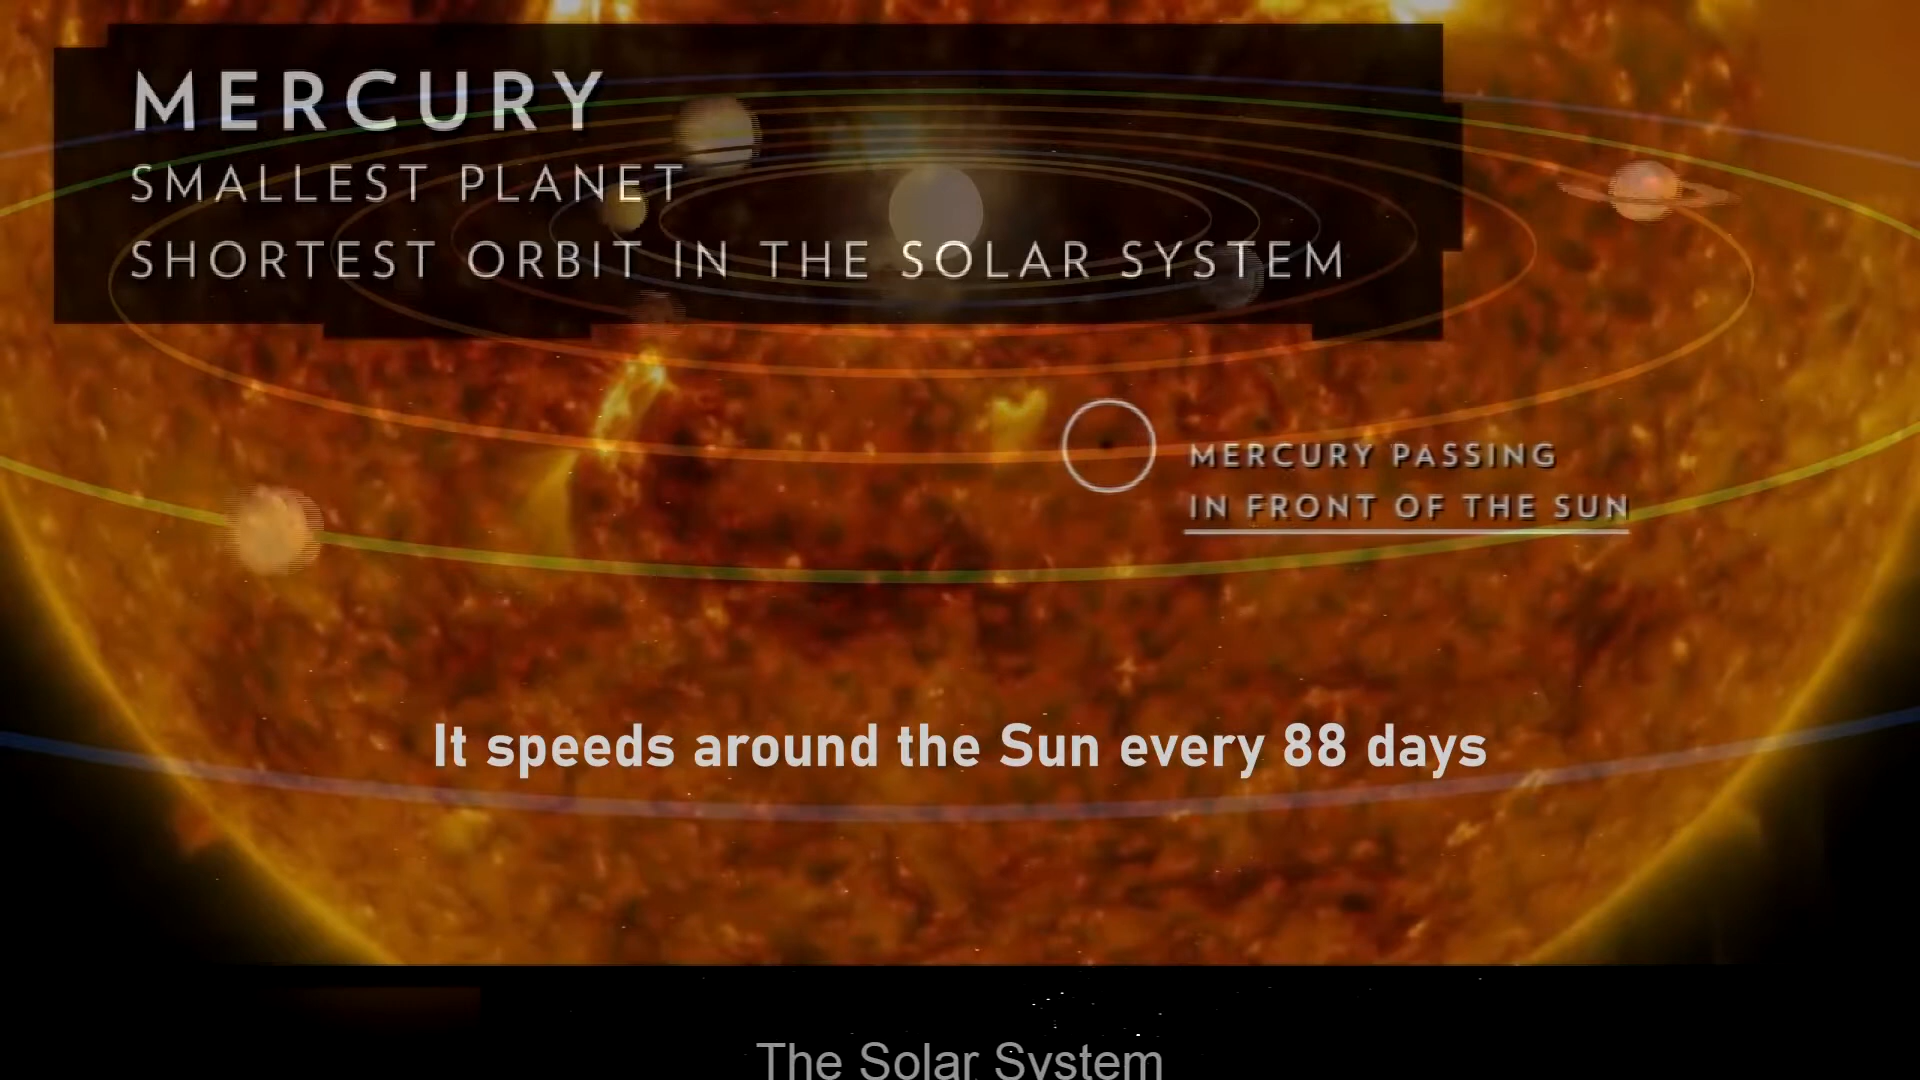 MERCURY
SMALLEST PLANET
SHORTEST ORBIT IN THE SOLAR SYSTEM
MERCURY PASSING
IN FRONT OF THE SUN
It speeds around the Sun every 88 days
The Solar System